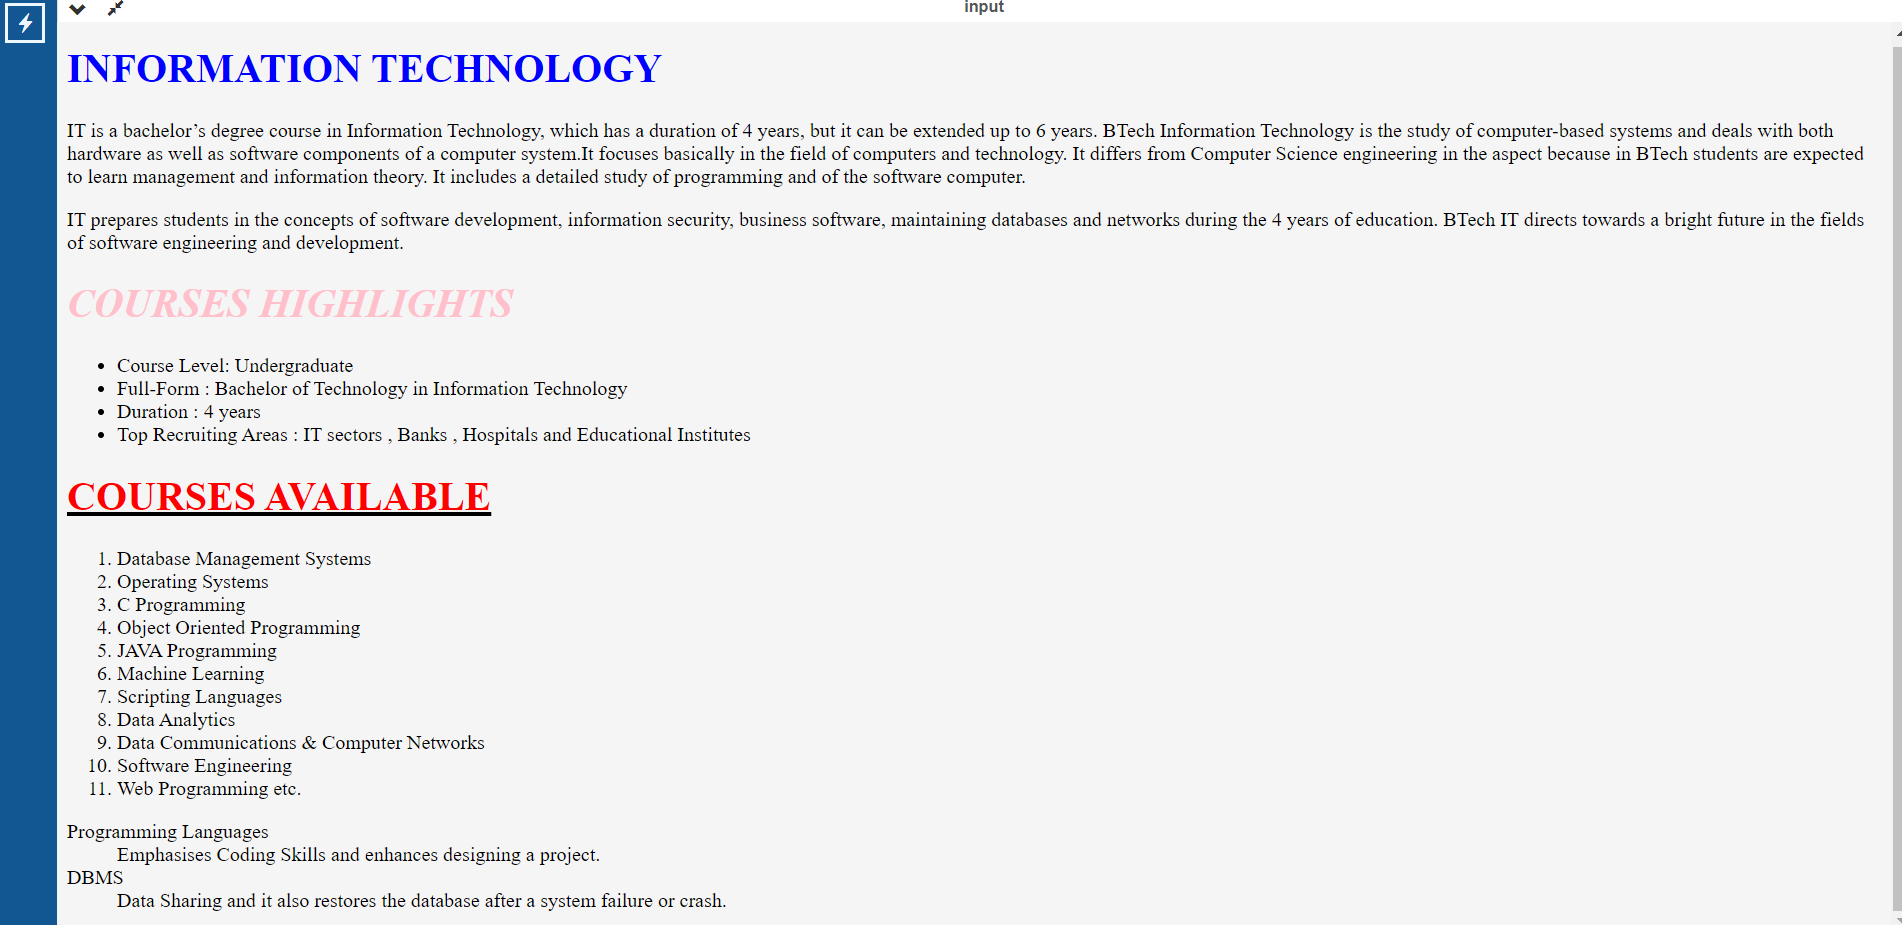 input
INFORMATION TECHNOLOGY
IT is a bachelor’s degree course in Information Technology, which has a duration of 4 years, but it can be extended up to 6 years. BTech Information Technology is the study of computer-based systems and deals with both
hardware as well as software components of a computer system.It focuses basically in the field of computers and technology. It differs from Computer Science engineering in the aspect because in BTech students are expected
to learn management and information theory. It includes a detailed study of programming and of the software computer.
IT prepares students in the concepts of software development, information security, business software, maintaining databases and networks during the 4 years of education. BTech IT directs towards a bright future in the fields
of software engineering and development.
COURSES HIGHLIGHTS
• Course Level: Undergraduate
• Full-Form : Bachelor of Technology in Information Technology
• Duration : 4 years
• Top Recruiting Areas : IT sectors , Banks , Hospitals and Educational Institutes
COURSES AVAILABLE
1. Database Management Systems
2. Operating Systems
3. C Programming
4. Object Oriented Programming
5. JAVA Programming
6. Machine Learning
7. Scripting Languages
8. Data Analytics
9. Data Communications & Computer Networks
10. Software Engineering
11. Web Programming etc.
Programming Languages
Emphasises Coding Skills and enhances designing a project.
DBMS
Data Sharing and it also restores the database after a system failure or crash.